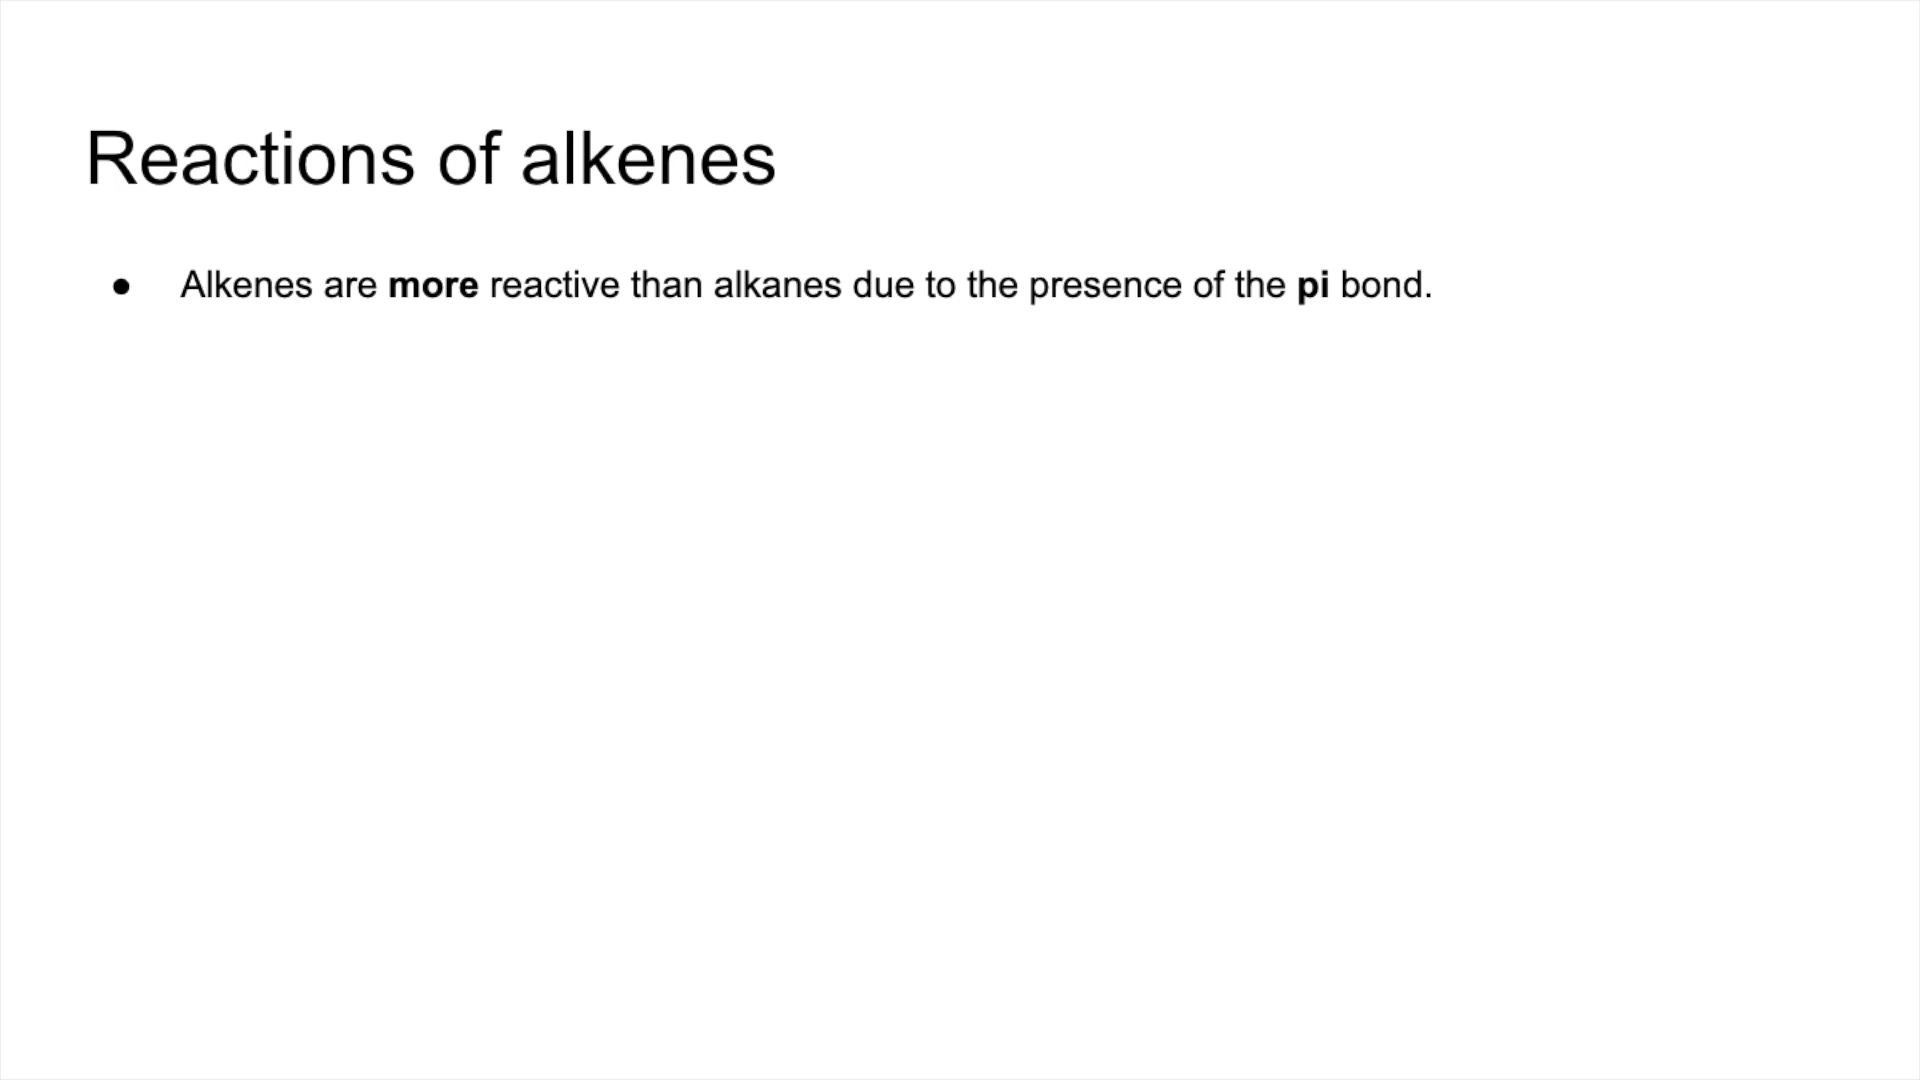 Reactions of alkenes
● Alkenes are more reactive than alkanes due to the presence of the pi bond.